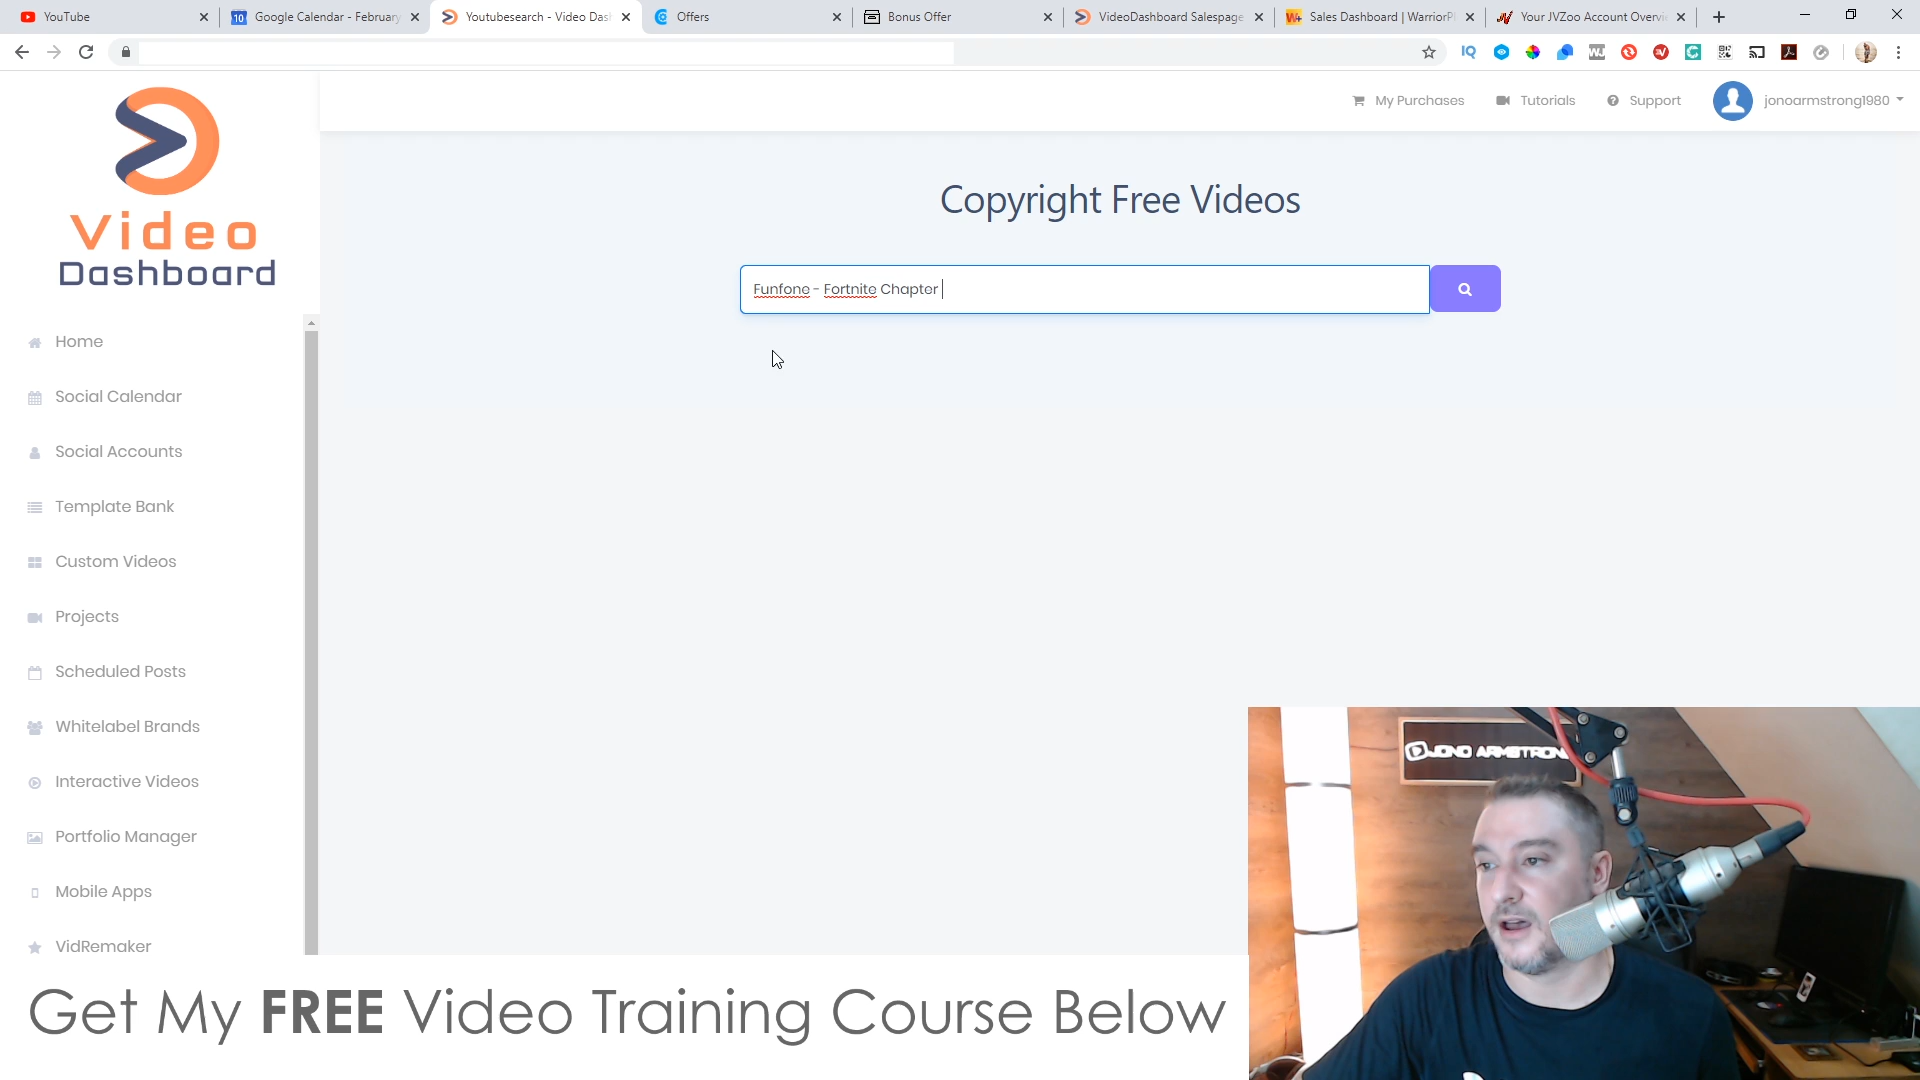 YouTube
Google Calendar - February
Youtubesearch - Video Das
Offers
Bonus Offer
VideoDashboard Salespage
Sales Dashboard | WarriorPl
Your JVZoo Account Overvi
My Purchases
Tutorials
Support
jonoarmstrong1980
Video
Dashboard
Copyright Free Videos
Funfone - Fortnite Chapter
Home
Social Calendar
Social Accounts
Template Bank
Custom Videos
Projects
Scheduled Posts
Whitelabel Brands
Interactive Videos
Portfolio Manager
Mobile Apps
VidRemaker
JONO ARMSTRON
Get My FREE Video Training Course Below